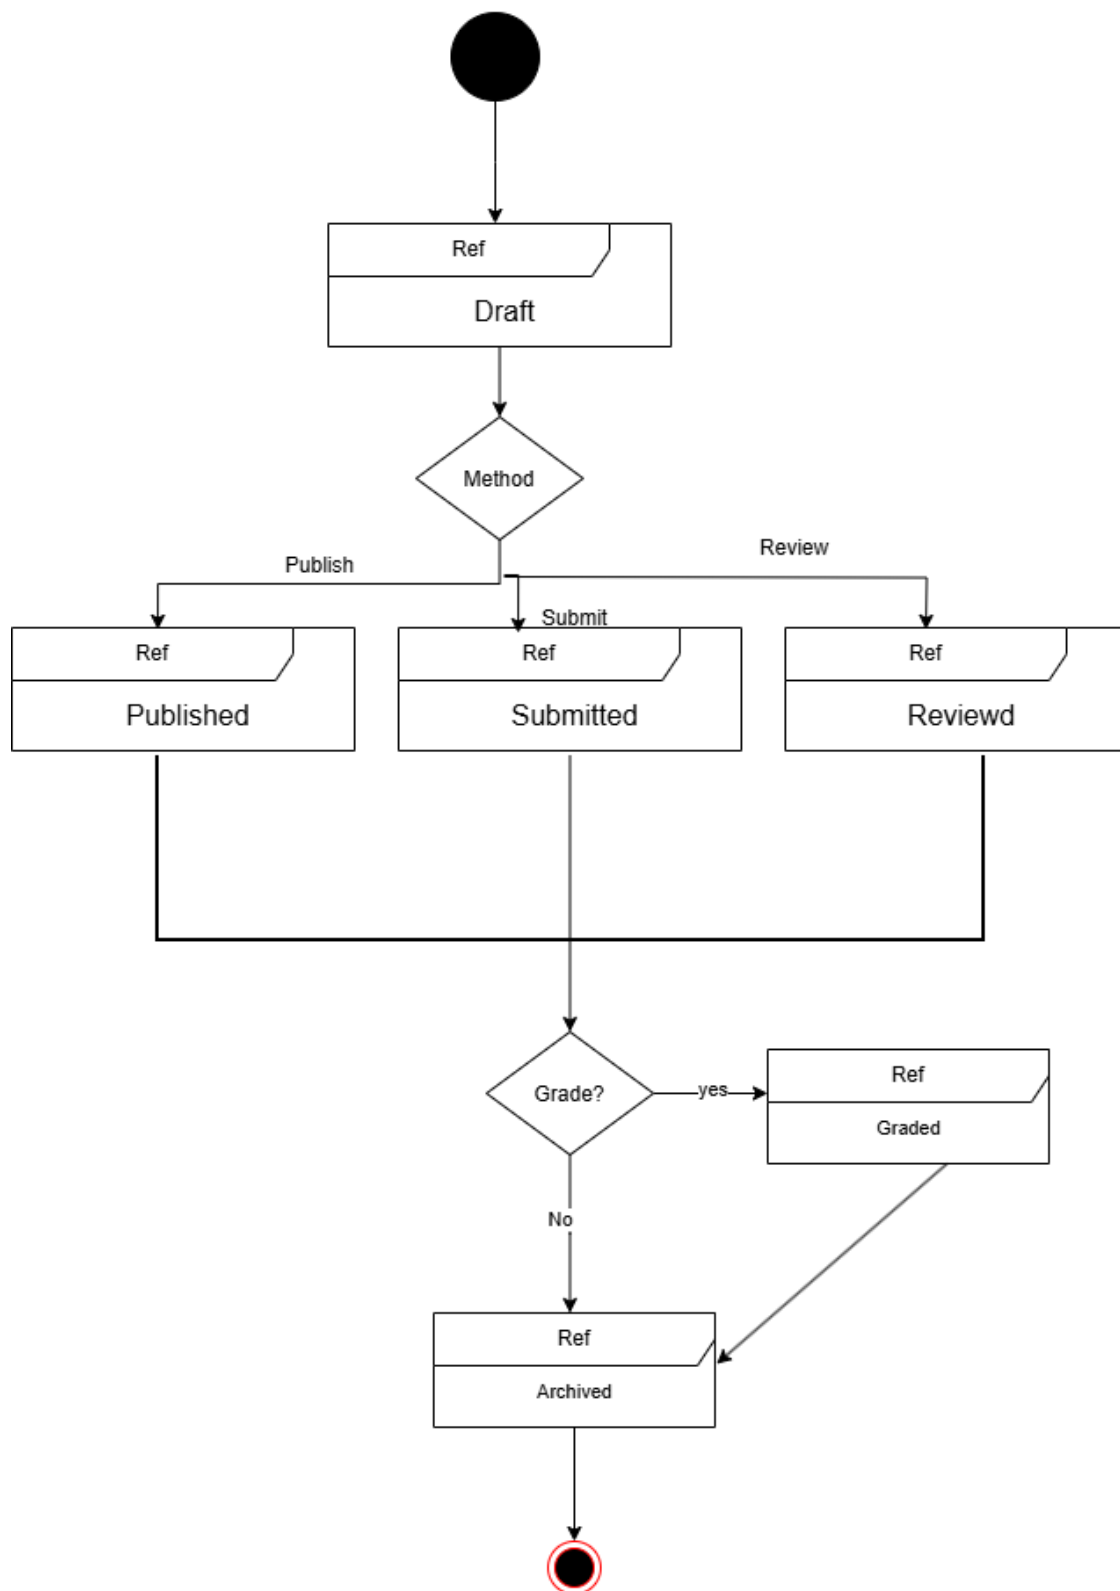 Ref
Draft
Method
Publish
Review
Submit
Ref
Published
Ref
Submitted
Ref
Reviewd
Grade?
yes
Ref
Graded
No
Ref
Archived